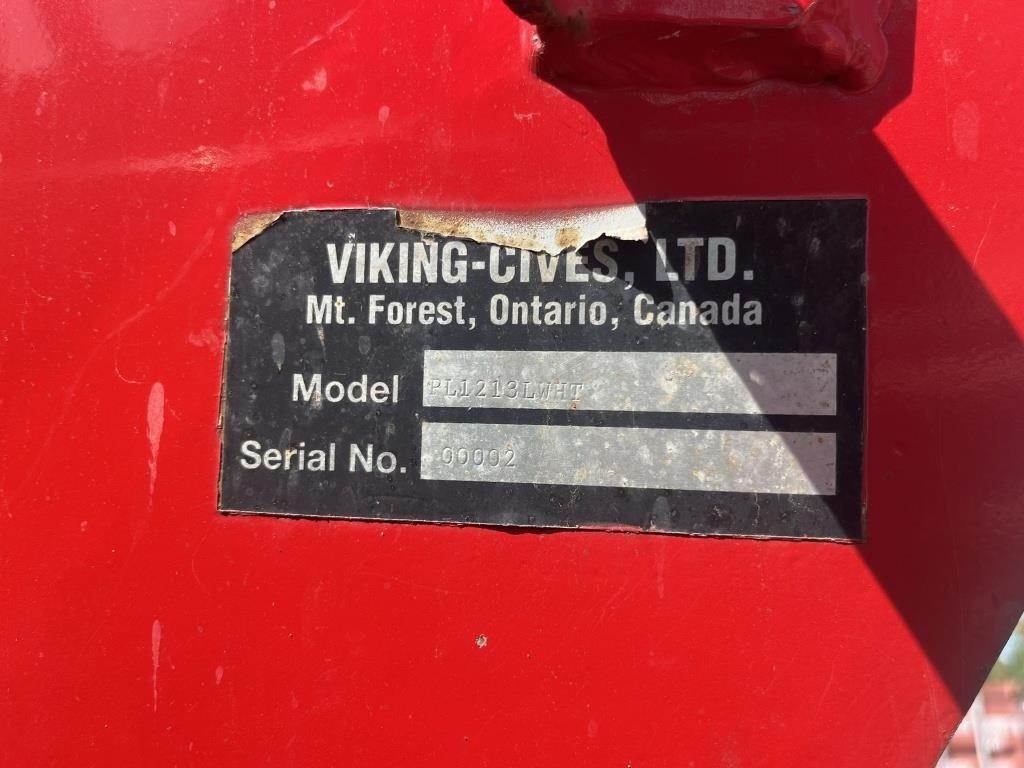 VIKING-CIVES, LTD.
Mt. Forest, Ontario, Canada
Model PL1213LWHT
Serial No. 00002